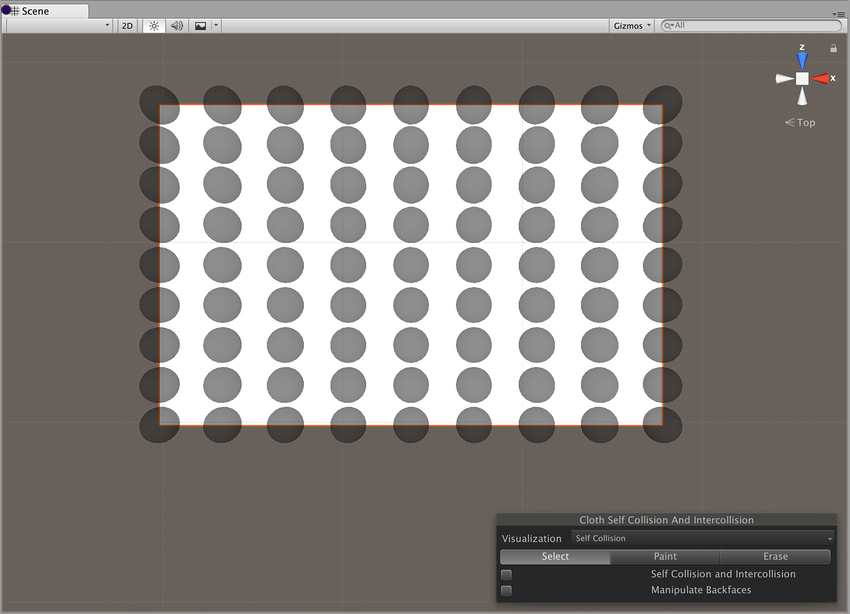 Scene
2D
Gizmos
All
z
x
Top
Cloth Self Collision And Intercollision
Visualization Self Collision
Select Paint Erase
Self Collision and Intercollision
Manipulate Backfaces